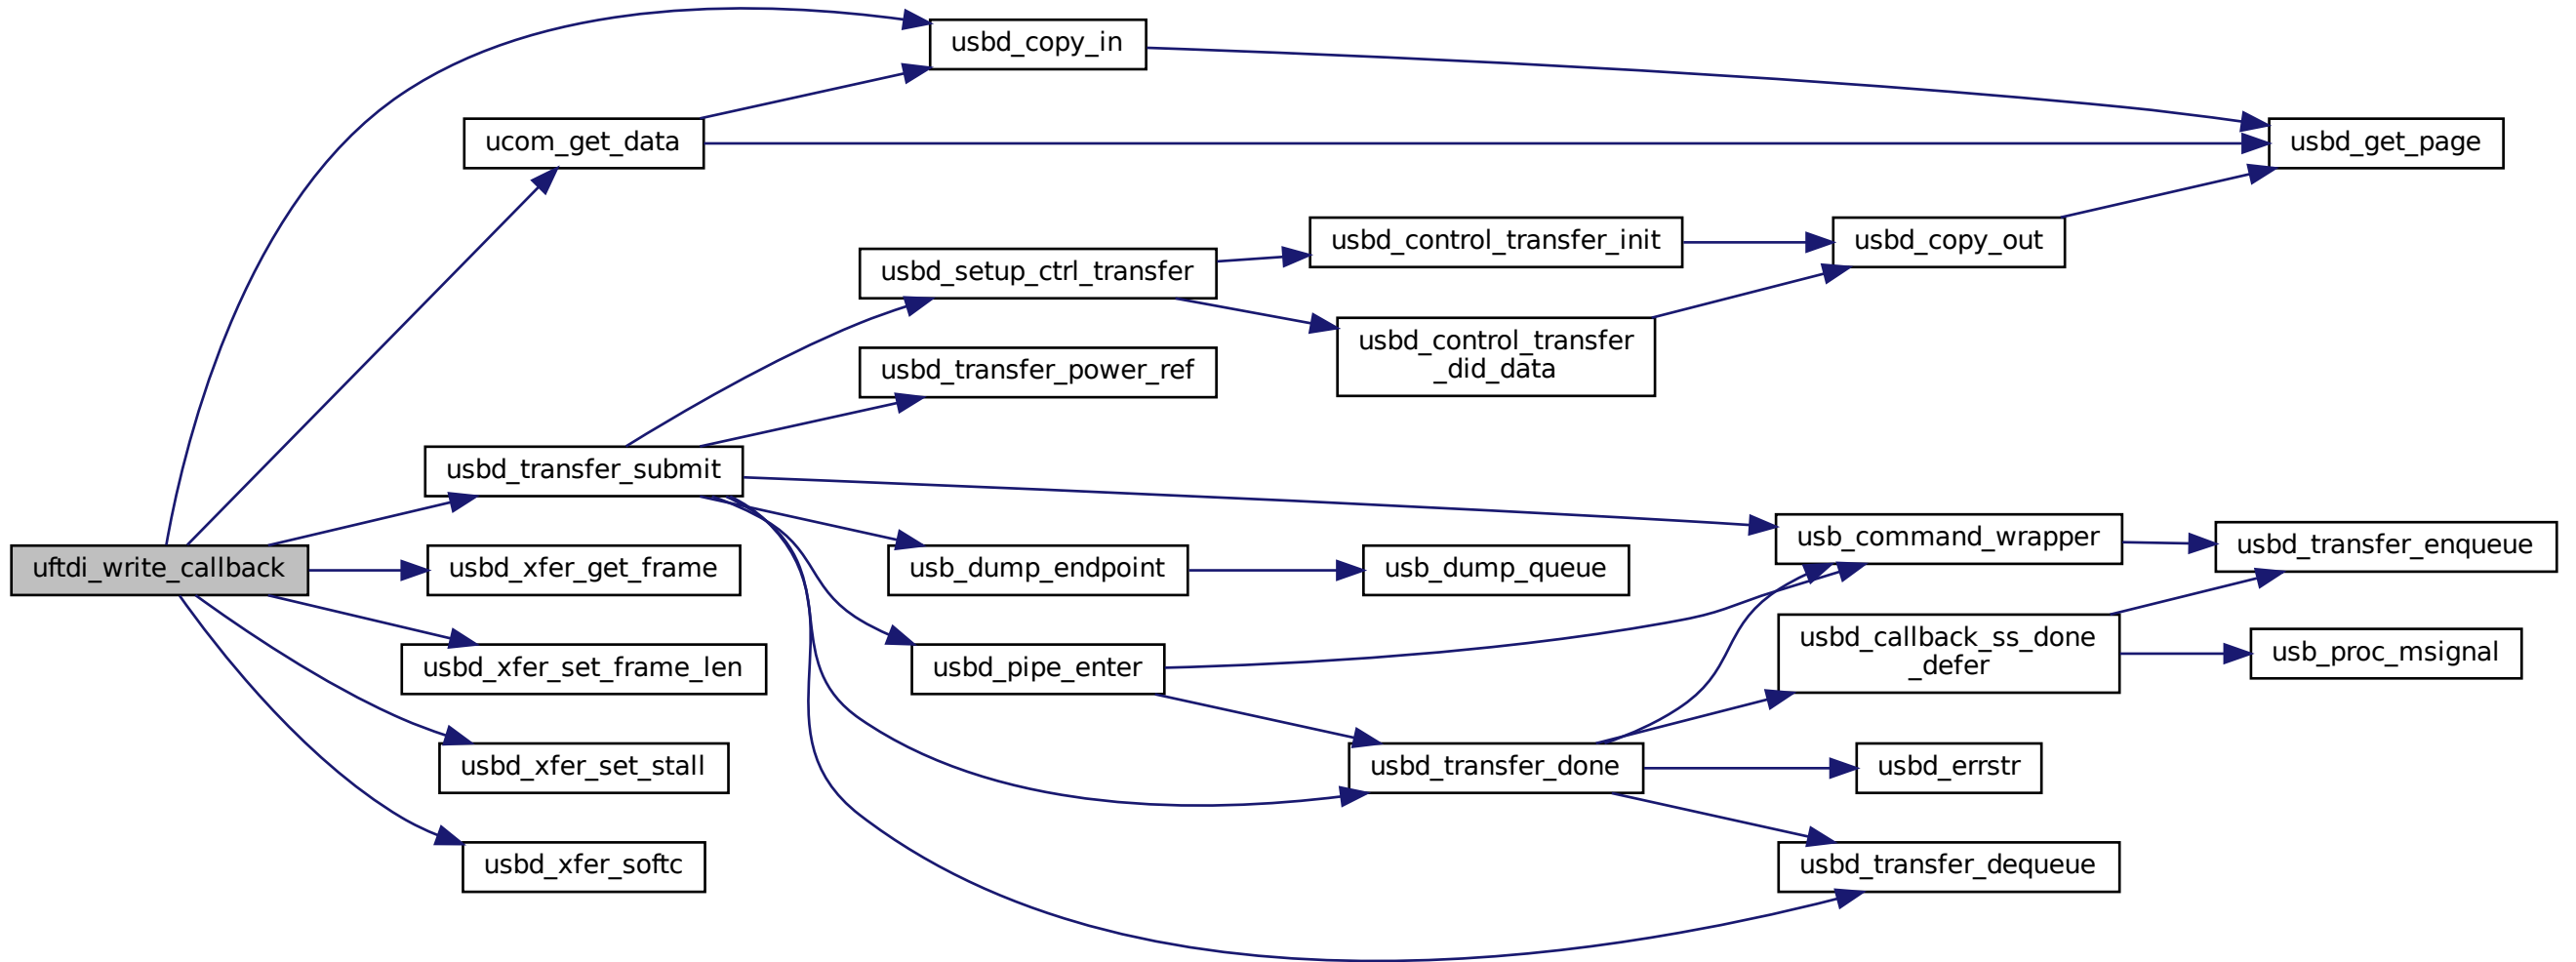 usbd_copy_in
ucom_get_data
usbd_get_page
usbd_control_transfer_init
usbd_copy_out
usbd_setup_ctrl_transfer
usbd_control_transfer
_did_data
usbd_transfer_power_ref
usbd_transfer_submit
usb_command_wrapper
usbd_transfer_enqueue
uftdi_write_callback
usbd_xfer_get_frame
usb_dump_endpoint
usb_dump_queue
usbd_callback_ss_done
_defer
usb_proc_msignal
usbd_xfer_set_frame_len
usbd_pipe_enter
usbd_xfer_set_stall
usbd_transfer_done
usbd_errstr
usbd_xfer_softc
usbd_transfer_dequeue